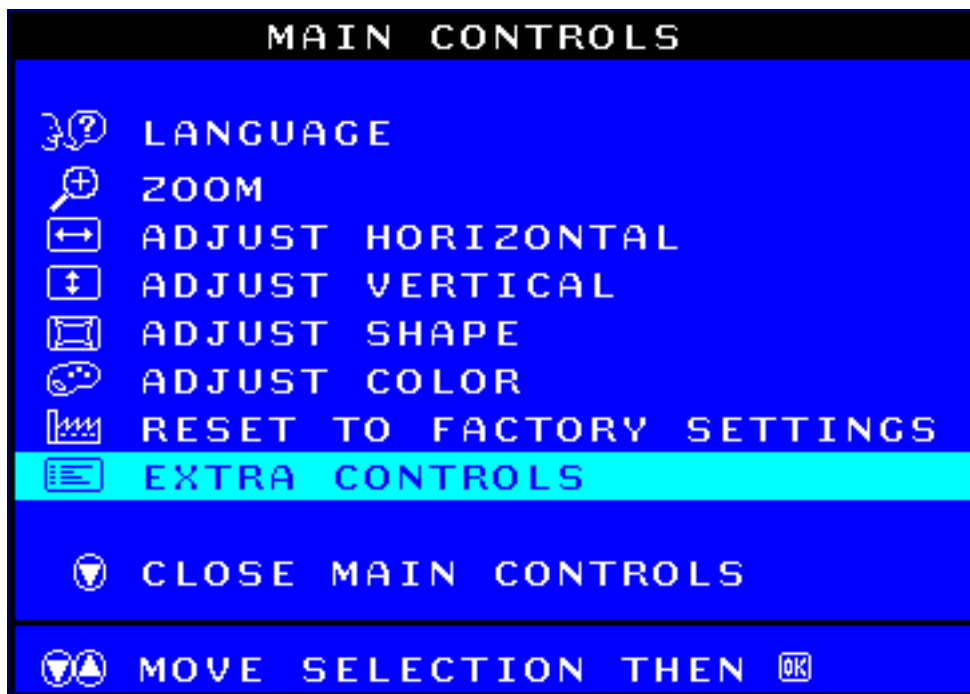 MAIN CONTROLS
LANGUAGE
ZOOM
ADJUST HORIZONTAL
ADJUST VERTICAL
ADJUST SHAPE
ADJUST COLOR
RESET TO FACTORY SETTINGS
EXTRA CONTROLS
CLOSE MAIN CONTROLS
MOVE SELECTION THEN OK